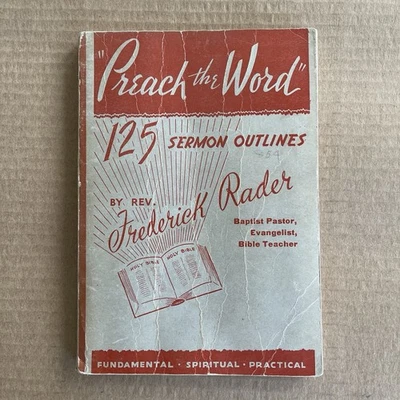 "Preach the Word"
125 SERMON OUTLINES
BY REV.
Frederick Rader
Baptist Pastor,
Evangelist,
Bible Teacher
HOLY BIBLE HOLY BIBLE
FUNDAMENTAL · SPIRITUAL · PRACTICAL